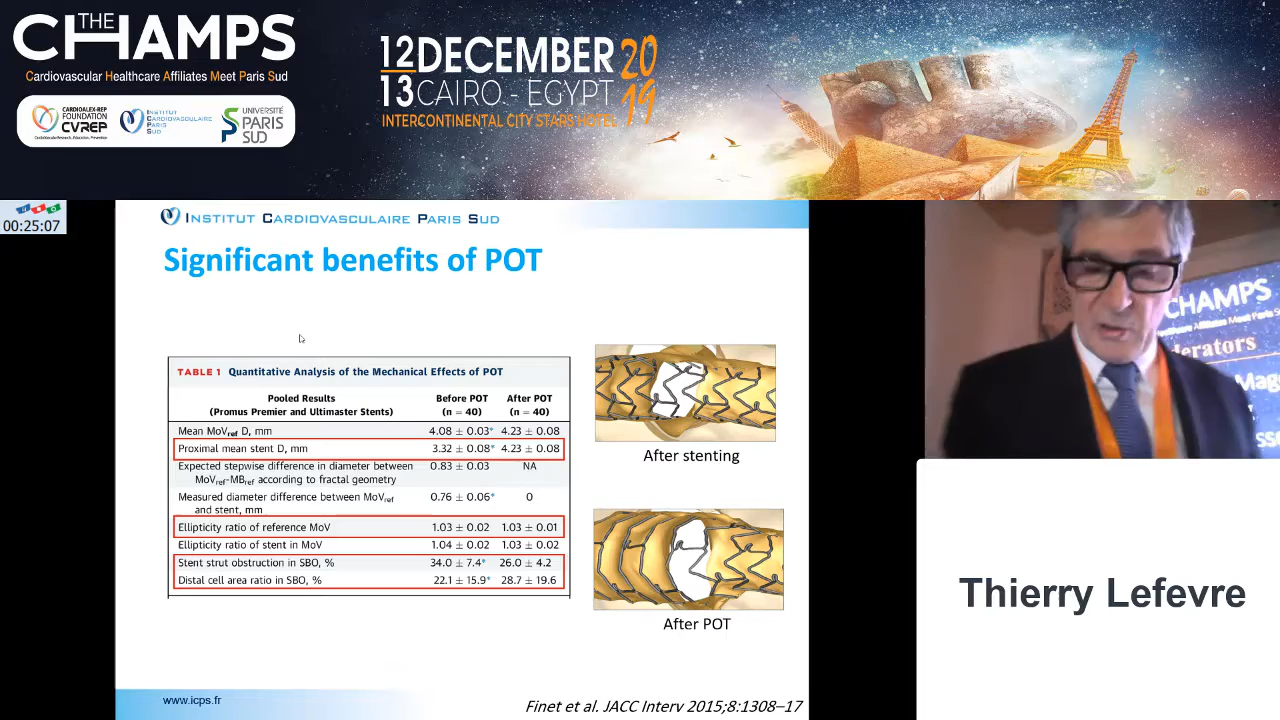 THE
CHAMPS
Cardiovascular Healthcare Affiliates Meet Paris Sud
CARDIOALEX-REP
FOUNDATION
CVREP
INSTITUT
CARDIOVASCULAIRE
PARIS
SUD
UNIVERSITÉ
PARIS
SUD
12 DECEMBER 2019
13 CAIRO - EGYPT
INTERCONTINENTAL CITY STARS HOTEL
00:25:07
INSTITUT CARDIOVASCULAIRE PARIS SUD
Significant benefits of POT
TABLE 1 Quantitative Analysis of the Mechanical Effects of POT
Pooled Results
(Promus Premier and Ultimaster Stents)
Before POT
(n = 40)
After POT
(n = 40)
Mean MoVref D, mm 4.08 ± 0.03* 4.23 ± 0.08
Proximal mean stent D, mm 3.32 ± 0.08* 4.23 ± 0.08
Expected stepwise difference in diameter between 0.83 ± 0.03 NA
MoVref-MBref according to fractal geometry
Measured diameter difference between MoVref 0.76 ± 0.06* 0
and stent, mm
Ellipticity ratio of reference MoV 1.03 ± 0.02 1.03 ± 0.01
Ellipticity ratio of stent in MoV 1.04 ± 0.02 1.03 ± 0.02
Stent strut obstruction in SBO, % 34.0 ± 7.4* 26.0 ± 4.2
Distal cell area ratio in SBO, % 22.1 ± 15.9* 28.7 ± 19.6
After stenting
After POT
www.icps.fr
Finet et al. JACC Interv 2015;8:1308–17
CHAMPS
Affiliates Meet Paris
derators
Mag
Thierry Lefevre